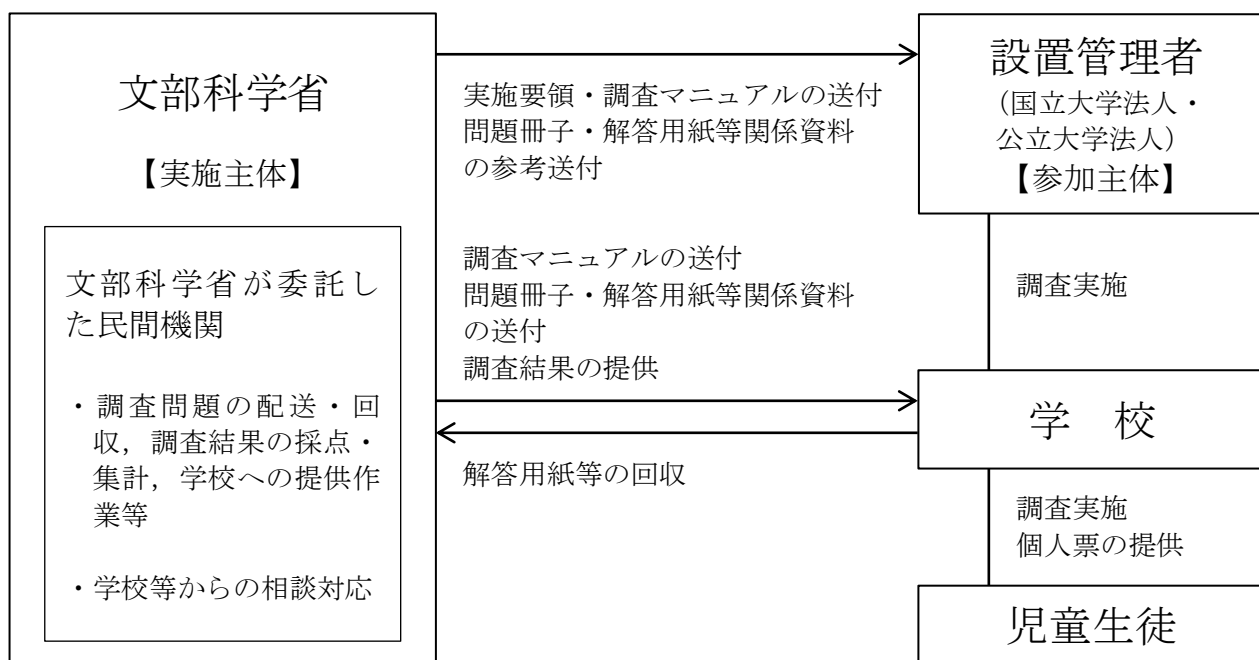 文部科学省
【実施主体】
文部科学省が委託し
た民間機関
・調査問題の配送・回
収，調査結果の採点・
集計，学校への提供作
業等
・学校等からの相談対応
実施要領・調査マニュアルの送付
問題冊子・解答用紙等関係資料
の参考送付
調査マニュアルの送付
問題冊子・解答用紙等関係資料
の送付
調査結果の提供
解答用紙等の回収
設置管理者
（国立大学法人・
公立大学法人）
【参加主体】
調査実施
学　校
調査実施
個人票の提供
児童生徒